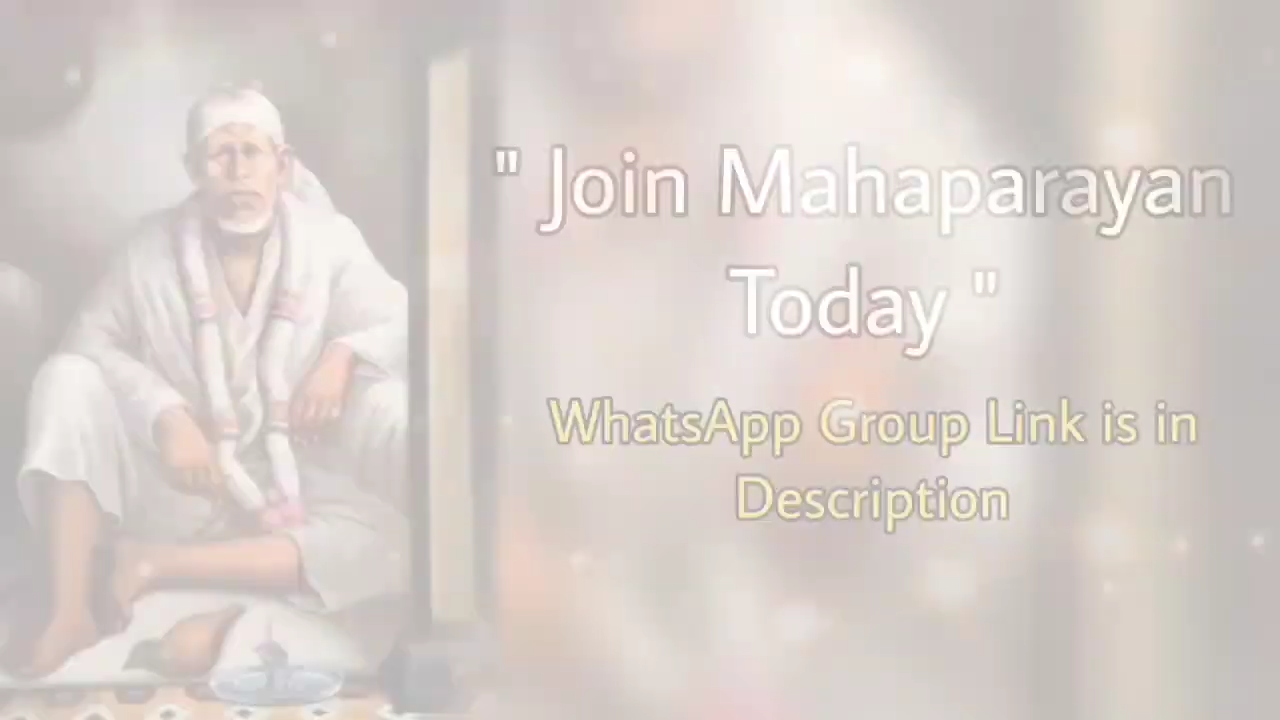 " Join Mahaparayan
Today "
WhatsApp Group Link is in
Description